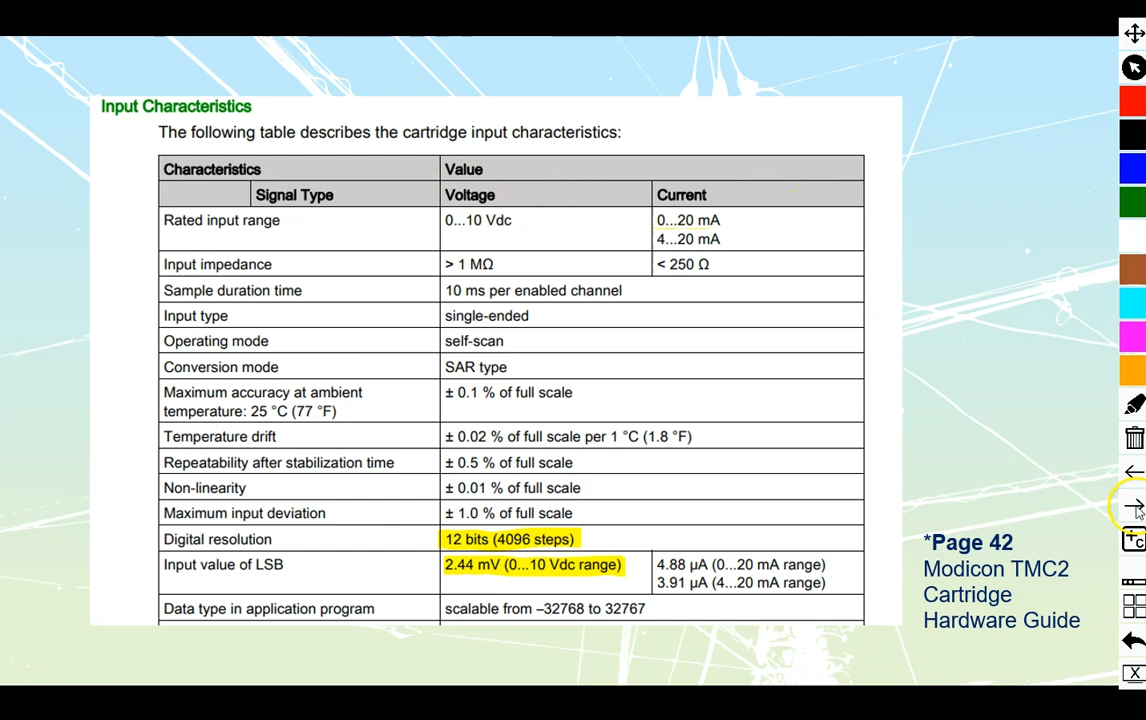 Input Characteristics
The following table describes the cartridge input characteristics:
Characteristics Value
Signal Type Voltage Current
Rated input range 0...10 Vdc 0...20 mA
4...20 mA
Input impedance > 1 MΩ < 250 Ω
Sample duration time 10 ms per enabled channel
Input type single-ended
Operating mode self-scan
Conversion mode SAR type
Maximum accuracy at ambient ± 0.1 % of full scale
temperature: 25 °C (77 °F)
Temperature drift ± 0.02 % of full scale per 1 °C (1.8 °F)
Repeatability after stabilization time ± 0.5 % of full scale
Non-linearity ± 0.01 % of full scale
Maximum input deviation ± 1.0 % of full scale
Digital resolution 12 bits (4096 steps)
Input value of LSB 2.44 mV (0...10 Vdc range) 4.88 µA (0...20 mA range)
3.91 µA (4...20 mA range)
Data type in application program scalable from –32768 to 32767
*Page 42
Modicon TMC2
Cartridge
Hardware Guide
C
X